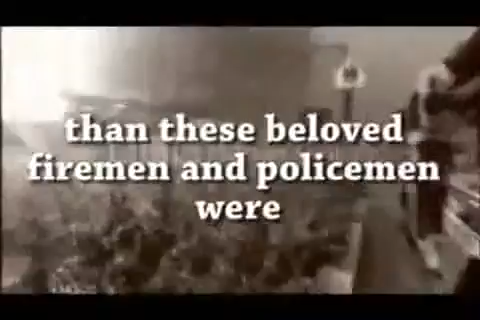 than these beloved
firemen and policemen
were